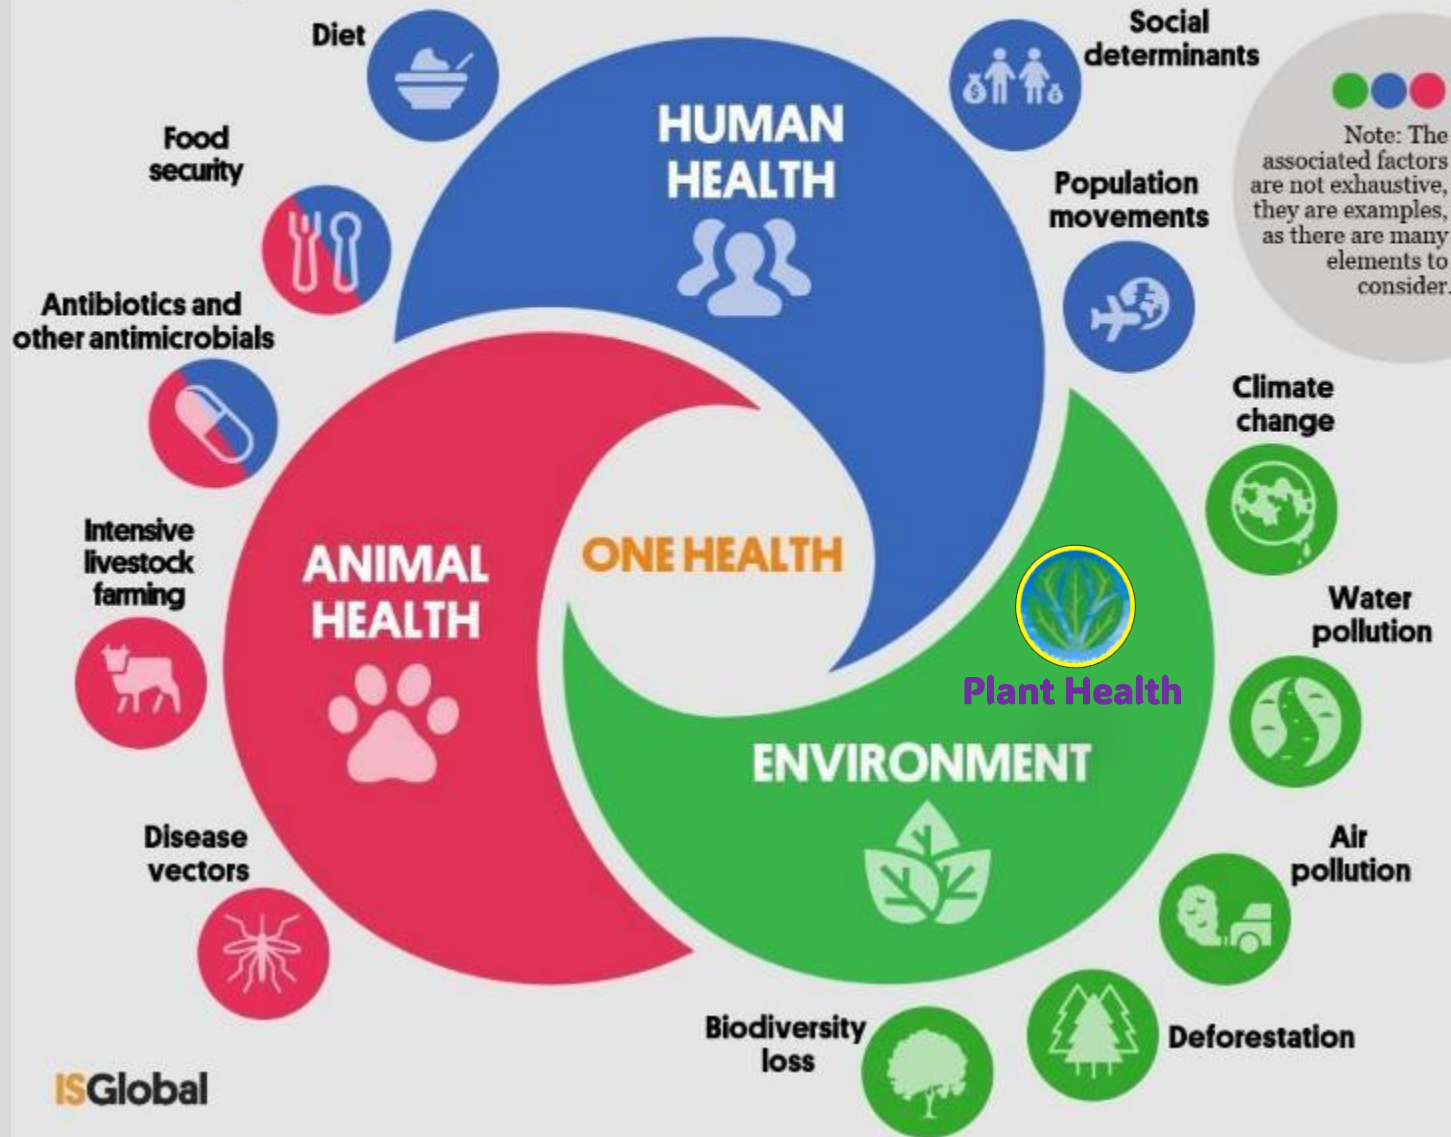 Diet
Social
determinants
HUMAN
HEALTH
Food
security
Note: The
associated factors
are not exhaustive,
they are examples,
as there are many
elements to
consider.
Population
movements
Antibiotics and
other antimicrobials
Climate
change
Intensive
livestock
farming
ANIMAL
HEALTH
ONE HEALTH
Water
pollution
Plant Health
ENVIRONMENT
Disease
vectors
Air
pollution
Biodiversity
loss
Deforestation
ISGlobal